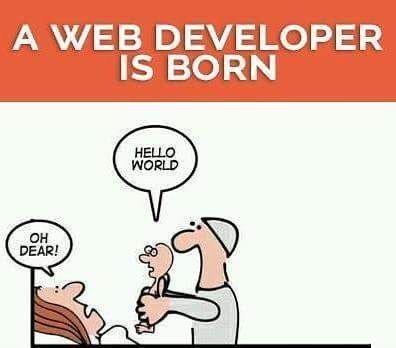 A WEB DEVELOPER
IS BORN
HELLO
WORLD
OH
DEAR!